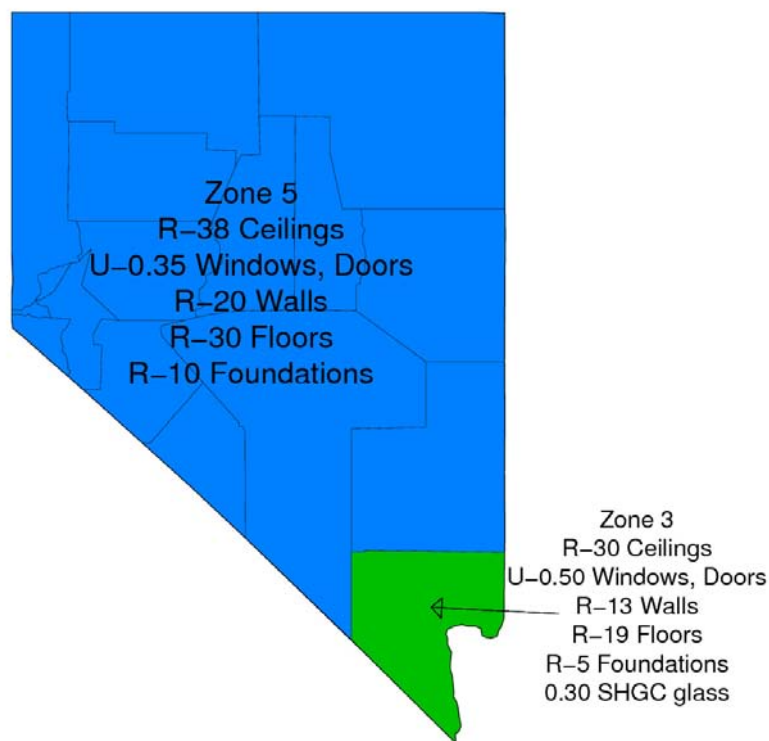 Zone 5
R-38 Ceilings
U-0.35 Windows, Doors
R-20 Walls
R-30 Floors
R-10 Foundations
Zone 3
R-30 Ceilings
U-0.50 Windows, Doors
R-13 Walls
R-19 Floors
R-5 Foundations
0.30 SHGC glass